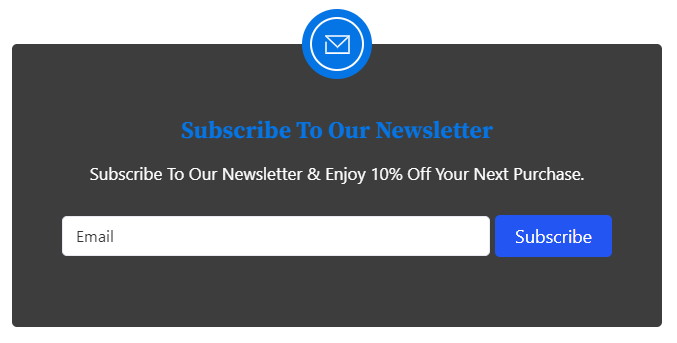 Subscribe To Our Newsletter
Subscribe To Our Newsletter & Enjoy 10% Off Your Next Purchase.
Email
Subscribe